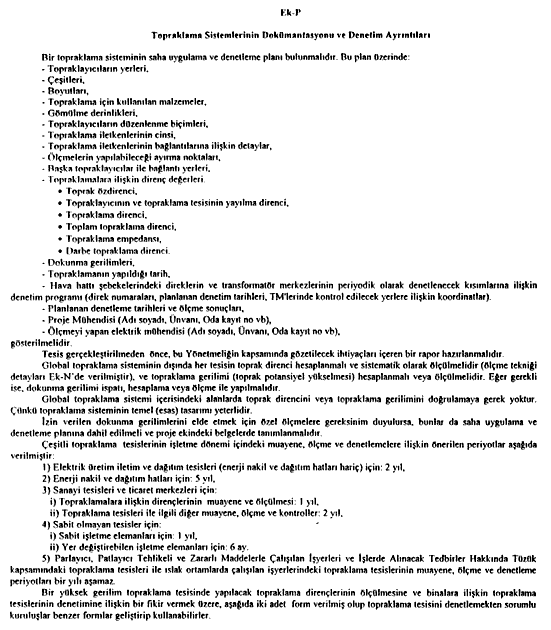 Ek-P
Topraklama Sistemlerinin Dokümantasyonu ve Denetim Ayrıntıları
Bir topraklama sisteminin saha uygulama ve denetleme planı bulunmalıdır. Bu plan üzerinde:
- Topraklayıcıların yerleri,
- Çeşitleri,
- Boyutları,
- Topraklama için kullanılan malzemeler,
- Gömülme derinlikleri,
- Topraklayıcıların düzenlenme biçimleri,
- Topraklama iletkenlerinin cinsi,
- Topraklama iletkenlerinin bağlantılarına ilişkin detaylar,
- Ölçmelerin yapılabileceği ayırma noktaları,
- Başka topraklayıcılar ile bağlantı yerleri,
- Topraklamalara ilişkin direnç değerleri.
• Toprak özdirenci,
• Topraklayıcının ve topraklama tesisinin yayılma direnci,
• Topraklama direnci,
• Toplam topraklama direnci,
• Topraklama empedansı,
• Darbe topraklama direnci.
- Dokunma gerilimleri,
- Topraklamanın yapıldığı tarih,
- Hava hattı şebekelerindeki direklerin ve transformatör merkezlerinin periyodik olarak denetlenecek kısımlarına ilişkin
denetim programı (direk numaraları, planlanan denetim tarihleri, TM'lerinde kontrol edilecek yerlere ilişkin koordinatlar).
- Planlanan denetleme tarihleri ve ölçme sonuçları,
- Proje Mühendisi (Adı soyadı, Ünvanı, Oda kayıt no vb),
- Ölçmeyi yapan elektrik mühendisi (Adı soyadı, Ünvanı, Oda kayıt no vb),
gösterilmelidir.
Tesis gerçekleştirilmeden önce, bu Yönetmeliğin kapsamında gözetilecek ihtiyaçları içeren bir rapor hazırlanmalıdır.
Global topraklama sisteminin dışında her tesisin toprak direnci hesaplanmalı ve sistematik olarak ölçülmelidir (ölçme tekniği
detayları Ek-N'de verilmiştir), ve topraklama gerilimi (toprak potansiyel yükselmesi) hesaplanmalı veya ölçülmelidir. Eğer gerekli
ise, dokunma gerilimi ispatı, hesaplama veya ölçme ile yapılmalıdır.
Global topraklama sistemi içerisindeki alanlarda toprak direncini veya topraklama gerilimini doğrulamaya gerek yoktur.
Çünkü topraklama sisteminin temel (esas) tasarımı yeterlidir.
İzin verilen dokunma gerilimlerini elde etmek için özel ölçmelere gereksinim duyulursa, bunlar da saha uygulama ve
denetleme planına dahil edilmeli ve proje ekindeki belgelerde tanımlanmalıdır.
Çeşitli topraklama tesislerinin işletme dönemi içindeki muayene, ölçme ve denetlemelere ilişkin önerilen periyotlar aşağıda
verilmiştir:
1) Elektrik üretim iletim ve dağıtım tesisleri (enerji nakil ve dağıtım hatları hariç) için: 2 yıl,
2) Enerji nakil ve dağıtım hatları için: 5 yıl,
3) Sanayi tesisleri ve ticaret merkezleri için:
i) Topraklamalara ilişkin dirençlerinin muayene ve ölçülmesi: 1 yıl,
ii) Topraklama tesisleri ile ilgili diğer muayene, ölçme ve kontroller: 2 yıl,
4) Sabit olmayan tesisler için:
i) Sabit işletme elemanları için: 1 yıl,
ii) Yer değiştirebilen işletme elemanları için: 6 ay.
5) Parlayıcı, Patlayıcı Tehlikeli ve Zararlı Maddelerle Çalışılan İşyerleri ve İşlerde Alınacak Tedbirler Hakkında Tüzük
kapsamındaki topraklama tesisleri ile ıslak ortamlarda çalışılan işyerlerindeki topraklama tesislerinin muayene, ölçme ve denetleme
periyotları bir yılı aşamaz.
Bir yüksek gerilim topraklama tesisinde yapılacak topraklama dirençlerinin ölçülmesine ve binalara ilişkin topraklama
tesislerinin denetimine ilişkin bir fikir vermek üzere, aşağıda iki adet form verilmiş olup topraklama tesisini denetlemekten sorumlu
kuruluşlar benzer formlar geliştirip kullanabilirler.